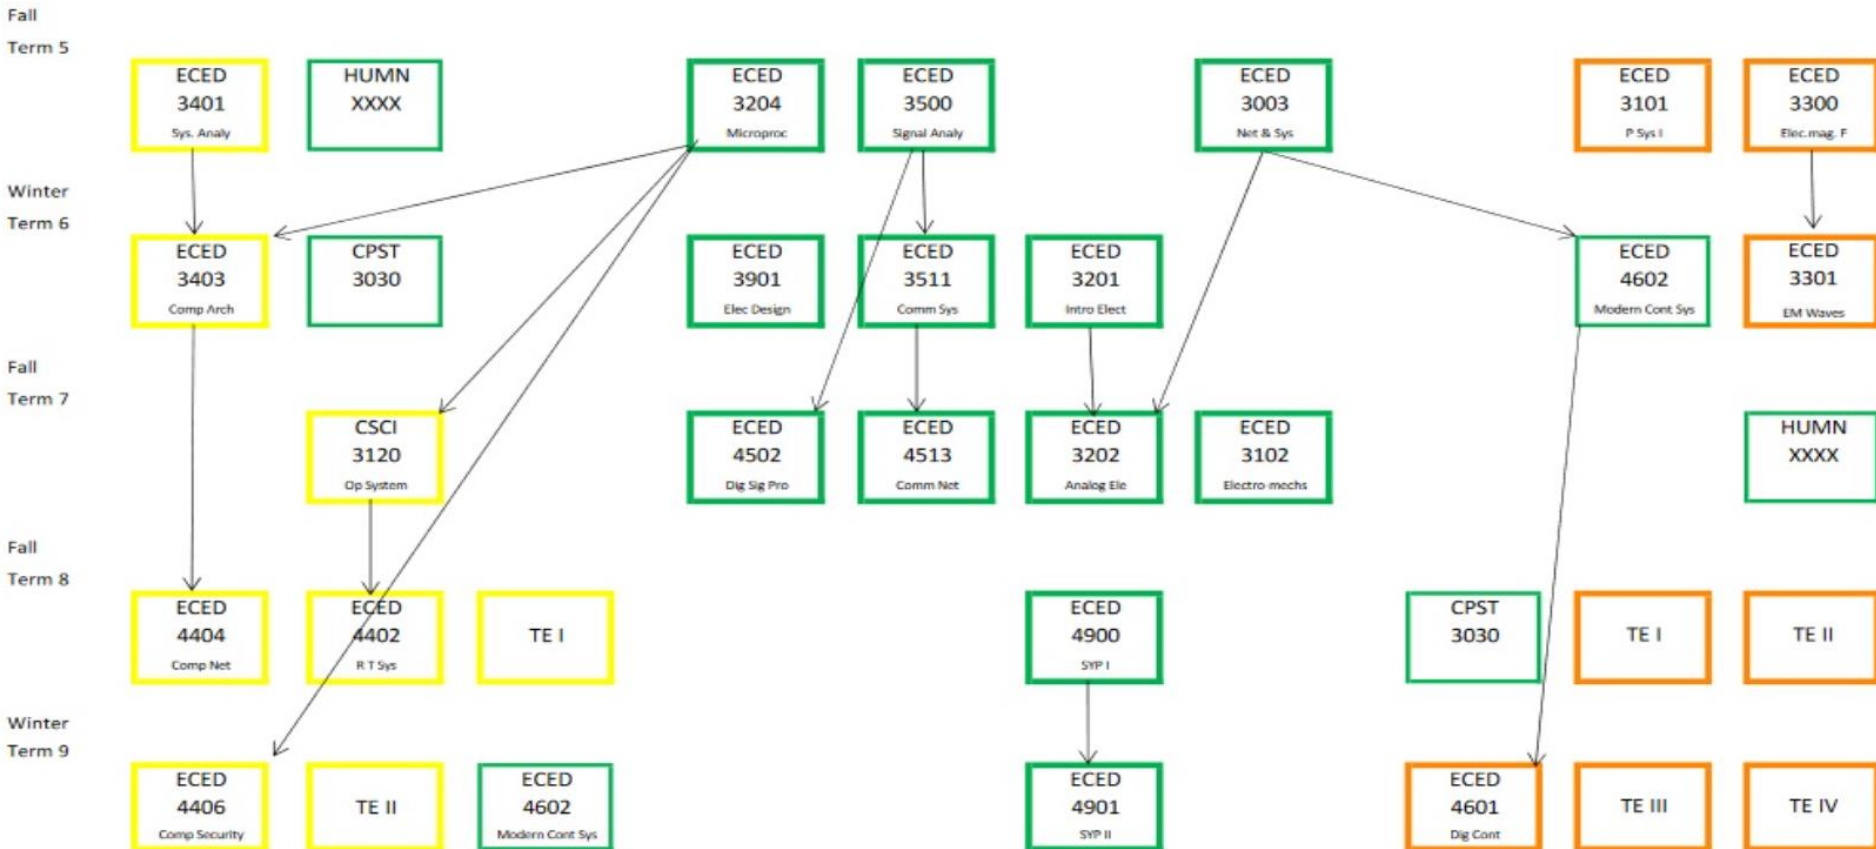 Fall
Term 5
ECED
3401
Sys. Analy
HUMN
XXXX
ECED
3204
Microproc
ECED
3500
Signal Analy
ECED
3003
Net & Sys
ECED
3101
P Sys I
ECED
3300
Elec.mag. F
Winter
Term 6
ECED
3403
Comp Arch
CPST
3030
ECED
3901
Elec Design
ECED
3511
Comm Sys
ECED
3201
Intro Elect
ECED
4602
Modern Cont Sys
ECED
3301
EM Waves
Fall
Term 7
CSCI
3120
Op System
ECED
4502
Dig Sig Pro
ECED
4513
Comm Net
ECED
3202
Analog Ele
ECED
3102
Electro mechs
HUMN
XXXX
Fall
Term 8
ECED
4404
Comp Net
ECED
4402
R T Sys
TE I
ECED
4900
SYP I
CPST
3030
TE I
TE II
Winter
Term 9
ECED
4406
Comp Security
TE II
ECED
4602
Modern Cont Sys
ECED
4901
SYP II
ECED
4601
Dig Cont
TE III
TE IV